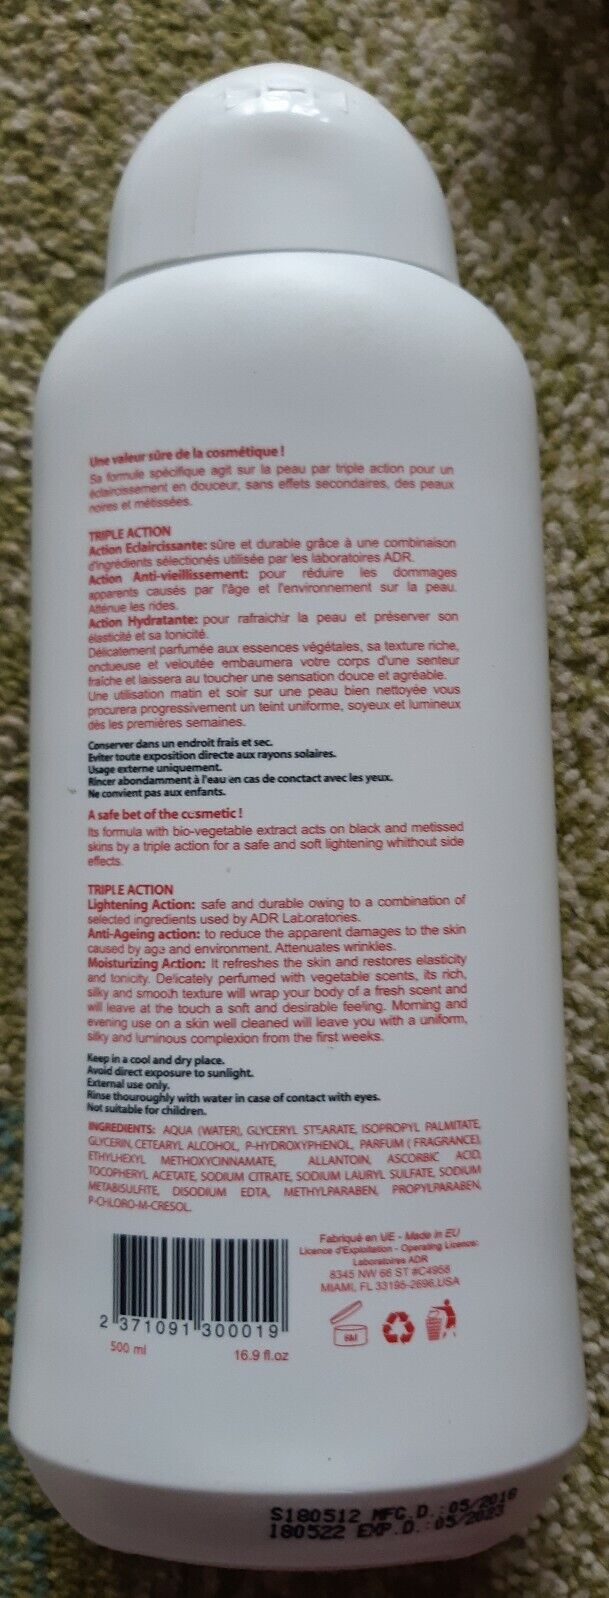 Une valeur sûre de la cosmétique !
Sa formule spécifique agit sur la peau par triple action pour un
éclaircissement en douceur, sans effets secondaires, des peaux
noires et métissées.
TRIPLE ACTION
Action Eclaircissante: sûre et durable grâce à une combinaison
d'ingrédients sélectionés utilisée par les laboratoires ADR.
Action Anti-vieillissement: pour réduire les dommages
apparents causés par l'âge et l'environnement sur la peau.
Atténue les rides.
Action Hydratante: pour rafraichir la peau et préserver son
élasticité et sa tonicité.
Délicatement parfumée aux essences végétales, sa texture riche,
onctueuse et veloutée embaumera votre corps d'une senteur
fraîche et laissera au toucher une sensation douce et agréable.
Une utilisation matin et soir sur une peau bien nettoyée vous
procurera progressivement un teint uniforme, soyeux et lumineux
dès les premières semaines.
Conserver dans un endroit frais et sec.
Eviter toute exposition directe aux rayons solaires.
Usage externe uniquement.
Rincer abondamment à l'eau en cas de conctact avec les yeux.
Ne convient pas aux enfants.
A safe bet of the cosmetic !
Its formula with bio-vegetable extract acts on black and metissed
skins by a triple action for a safe and soft lightening whithout side
effects.
TRIPLE ACTION
Lightening Action: safe and durable owing to a combination of
selected ingredients used by ADR Laboratories.
Anti-Ageing action: to reduce the apparent damages to the skin
caused by age and environment. Attenuates wrinkles.
Moisturizing Action: It refreshes the skin and restores elasticity
and tonicity. Delicately perfumed with vegetable scents, its rich,
silky and smooth texture will wrap your body of a fresh scent and
will leave at the touch a soft and desirable feeling. Morning and
evening use on a skin well cleaned will leave you with a uniform,
silky and luminous complexion from the first weeks.
Keep in a cool and dry place.
Avoid direct exposure to sunlight.
External use only.
Rinse thouroughly with water in case of contact with eyes.
Not suitable for children.
INGREDIENTS: AQUA (WATER), GLYCERYL STEARATE, ISOPROPYL PALMITATE,
GLYCERIN, CETEARYL ALCOHOL, P-HYDROXYPHENOL, PARFUM ( FRAGRANCE),
ETHYLHEXYL METHOXYCINNAMATE, ALLANTOIN, ASCORBIC ACID,
TOCOPHERYL ACETATE, SODIUM CITRATE, SODIUM LAURYL SULFATE, SODIUM
METABISULFITE, DISODIUM EDTA, METHYLPARABEN, PROPYLPARABEN,
P-CHLORO-M-CRESOL.
Fabriqué en UE - Made in EU
Licence d'Exploitation - Operating Licence:
Laboratoires ADR
8345 NW 66 ST #C4958
MIAMI, FL 33195-2696,USA
2 371091 300019
500 ml 16.9 fl.oz
S180512 MFG.D.:05/2018
180522 EXP.D.:05/2023